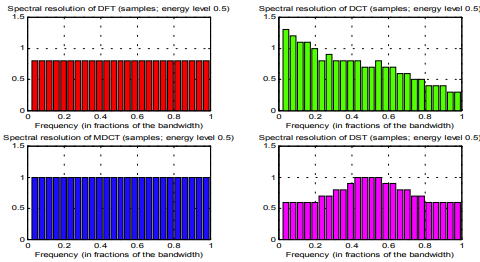 Spectral resolution of DFT (samples; energy level 0.5)
1.5
1
0.5
0
0 0.2 0.4 0.6 0.8 1
Frequency (in fractions of the bandwidth)
Spectral resolution of DCT (samples; energy level 0.5)
1.5
1
0.5
0
0 0.2 0.4 0.6 0.8 1
Frequency (in fractions of the bandwidth)
Spectral resolution of MDCT (samples; energy level 0.5)
1.5
1
0.5
0
0 0.2 0.4 0.6 0.8 1
Frequency (in fractions of the bandwidth)
Spectral resolution of DST (samples; energy level 0.5)
1.5
1
0.5
0
0 0.2 0.4 0.6 0.8 1
Frequency (in fractions of the bandwidth)